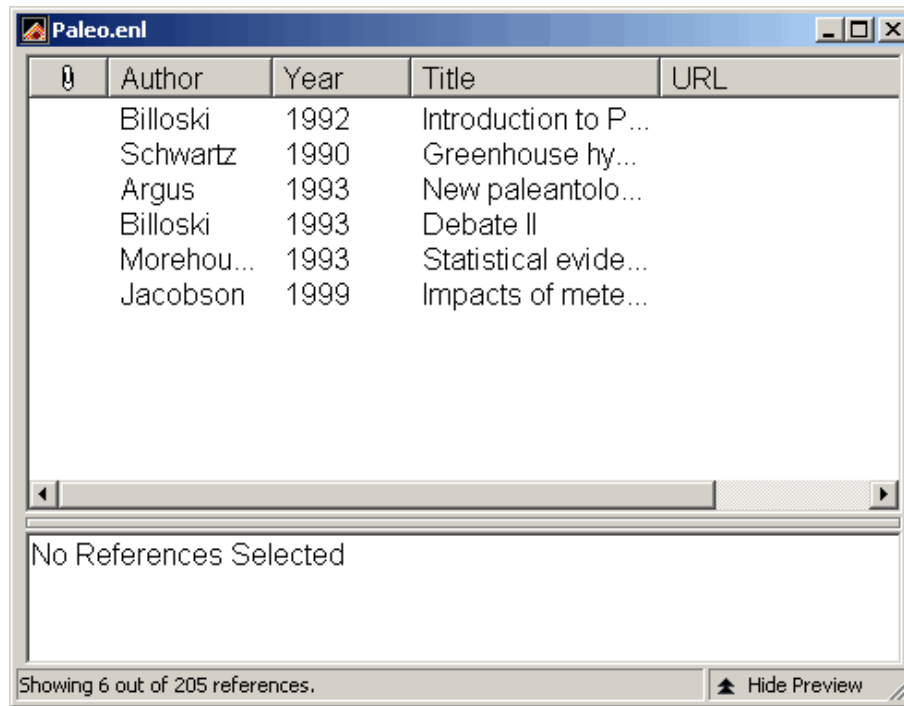 Paleo.enl
Author Year Title URL
Billoski 1992 Introduction to P...
Schwartz 1990 Greenhouse hy...
Argus 1993 New paleantolo...
Billoski 1993 Debate II
Morehou... 1993 Statistical evide...
Jacobson 1999 Impacts of mete...
No References Selected
Showing 6 out of 205 references. Hide Preview